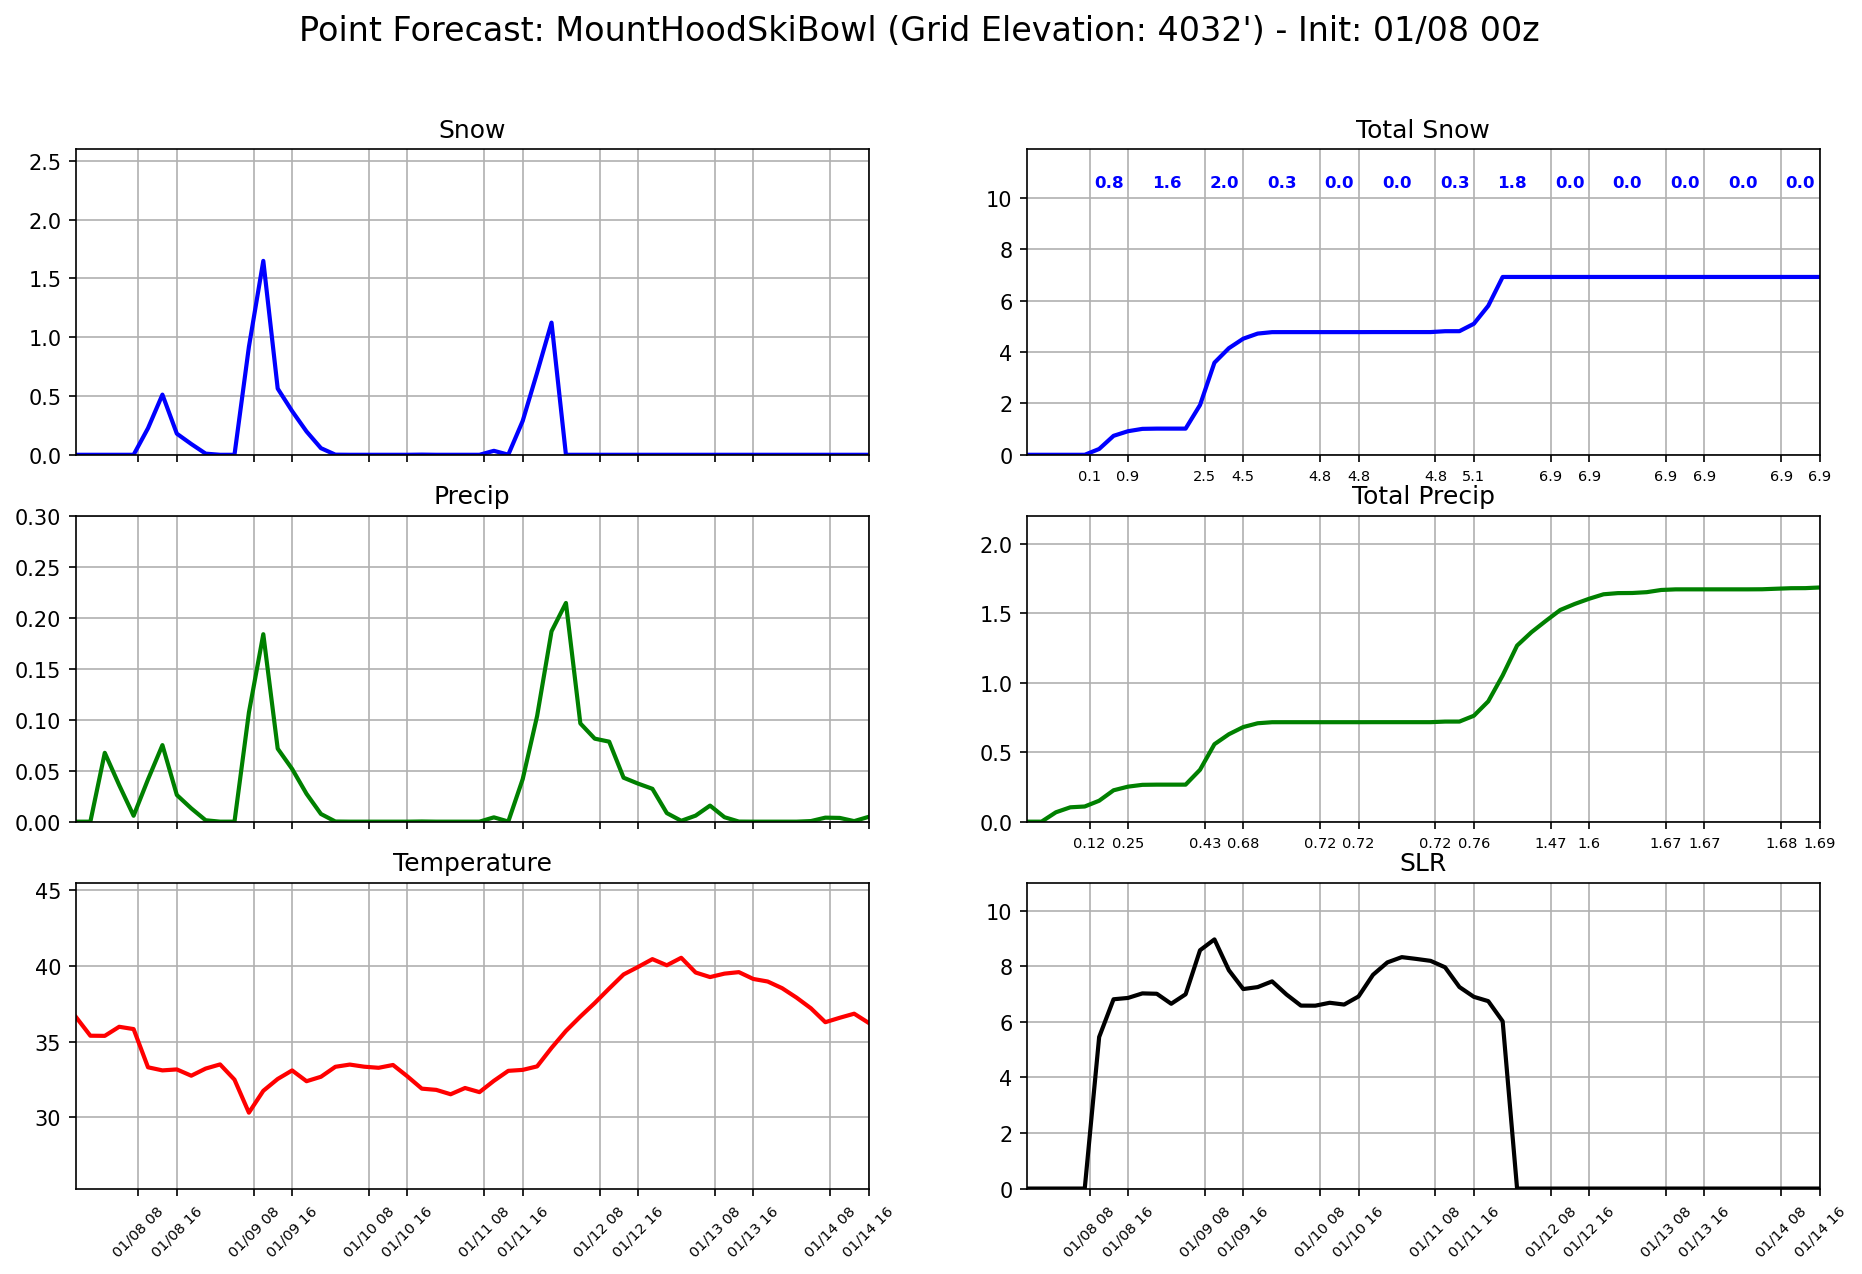 Point Forecast: MountHoodSkiBowl (Grid Elevation: 4032') - Init: 01/08 00z
Snow
2.5
2.0
1.5
1.0
0.5
0.0
Total Snow
0.8 1.6 2.0 0.3 0.0 0.0 0.3 1.8 0.0 0.0 0.0 0.0 0.0
10
8
6
4
2
0
0.1 0.9 2.5 4.5 4.8 4.8 4.8 5.1 6.9 6.9 6.9 6.9 6.9 6.9
Precip
0.30
0.25
0.20
0.15
0.10
0.05
0.00
Total Precip
2.0
1.5
1.0
0.5
0.0
0.12 0.25 0.43 0.68 0.72 0.72 0.72 0.76 1.47 1.6 1.67 1.67 1.68 1.69
Temperature
45
40
35
30
01/08 08 01/08 16 01/09 08 01/09 16 01/10 08 01/10 16 01/11 08 01/11 16 01/12 08 01/12 16 01/13 08 01/13 16 01/14 08 01/14 16
SLR
10
8
6
4
2
0
01/08 08 01/08 16 01/09 08 01/09 16 01/10 08 01/10 16 01/11 08 01/11 16 01/12 08 01/12 16 01/13 08 01/13 16 01/14 08 01/14 16